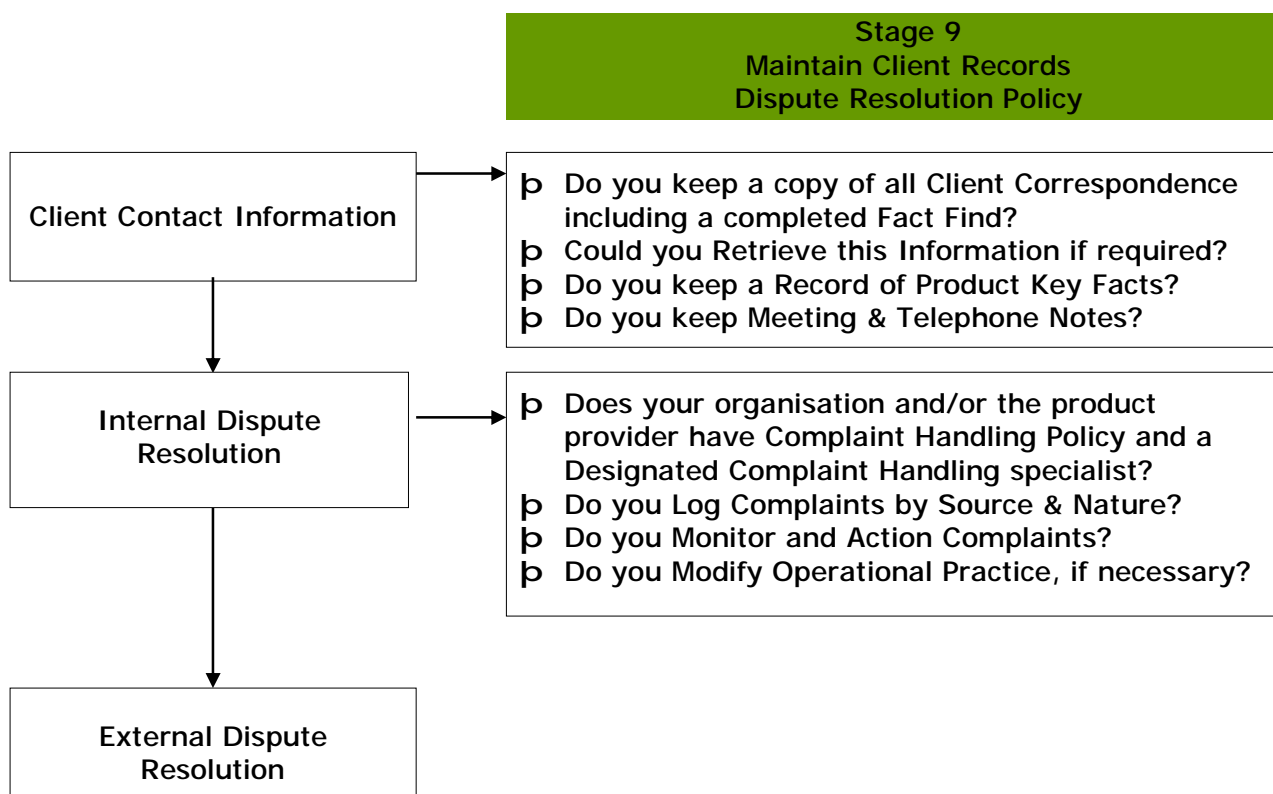 Stage 9
Maintain Client Records
Dispute Resolution Policy
Client Contact Information
þ Do you keep a copy of all Client Correspondence
including a completed Fact Find?
þ Could you Retrieve this Information if required?
þ Do you keep a Record of Product Key Facts?
þ Do you keep Meeting & Telephone Notes?
Internal Dispute
Resolution
þ Does your organisation and/or the product
provider have Complaint Handling Policy and a
Designated Complaint Handling specialist?
þ Do you Log Complaints by Source & Nature?
þ Do you Monitor and Action Complaints?
þ Do you Modify Operational Practice, if necessary?
External Dispute
Resolution